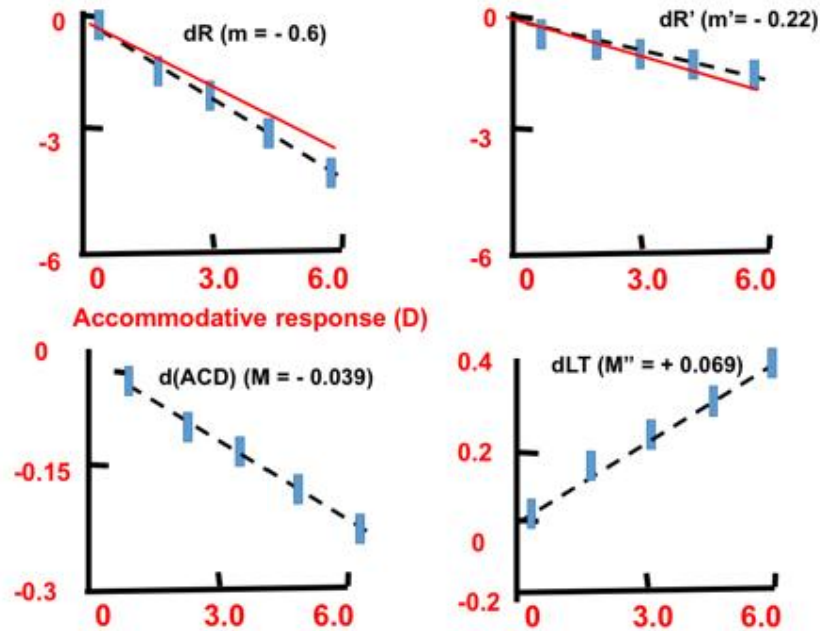 0
dR (m = - 0.6)
-3
-6
0 3.0 6.0
0
dR’ (m’= - 0.22)
-3
-6
0 3.0 6.0
Accommodative response (D)
0
d(ACD) (M = - 0.039)
-0.15
-0.3
0 3.0 6.0
0.4
dLT (M” = + 0.069)
0.2
0
-0.2
0 3.0 6.0